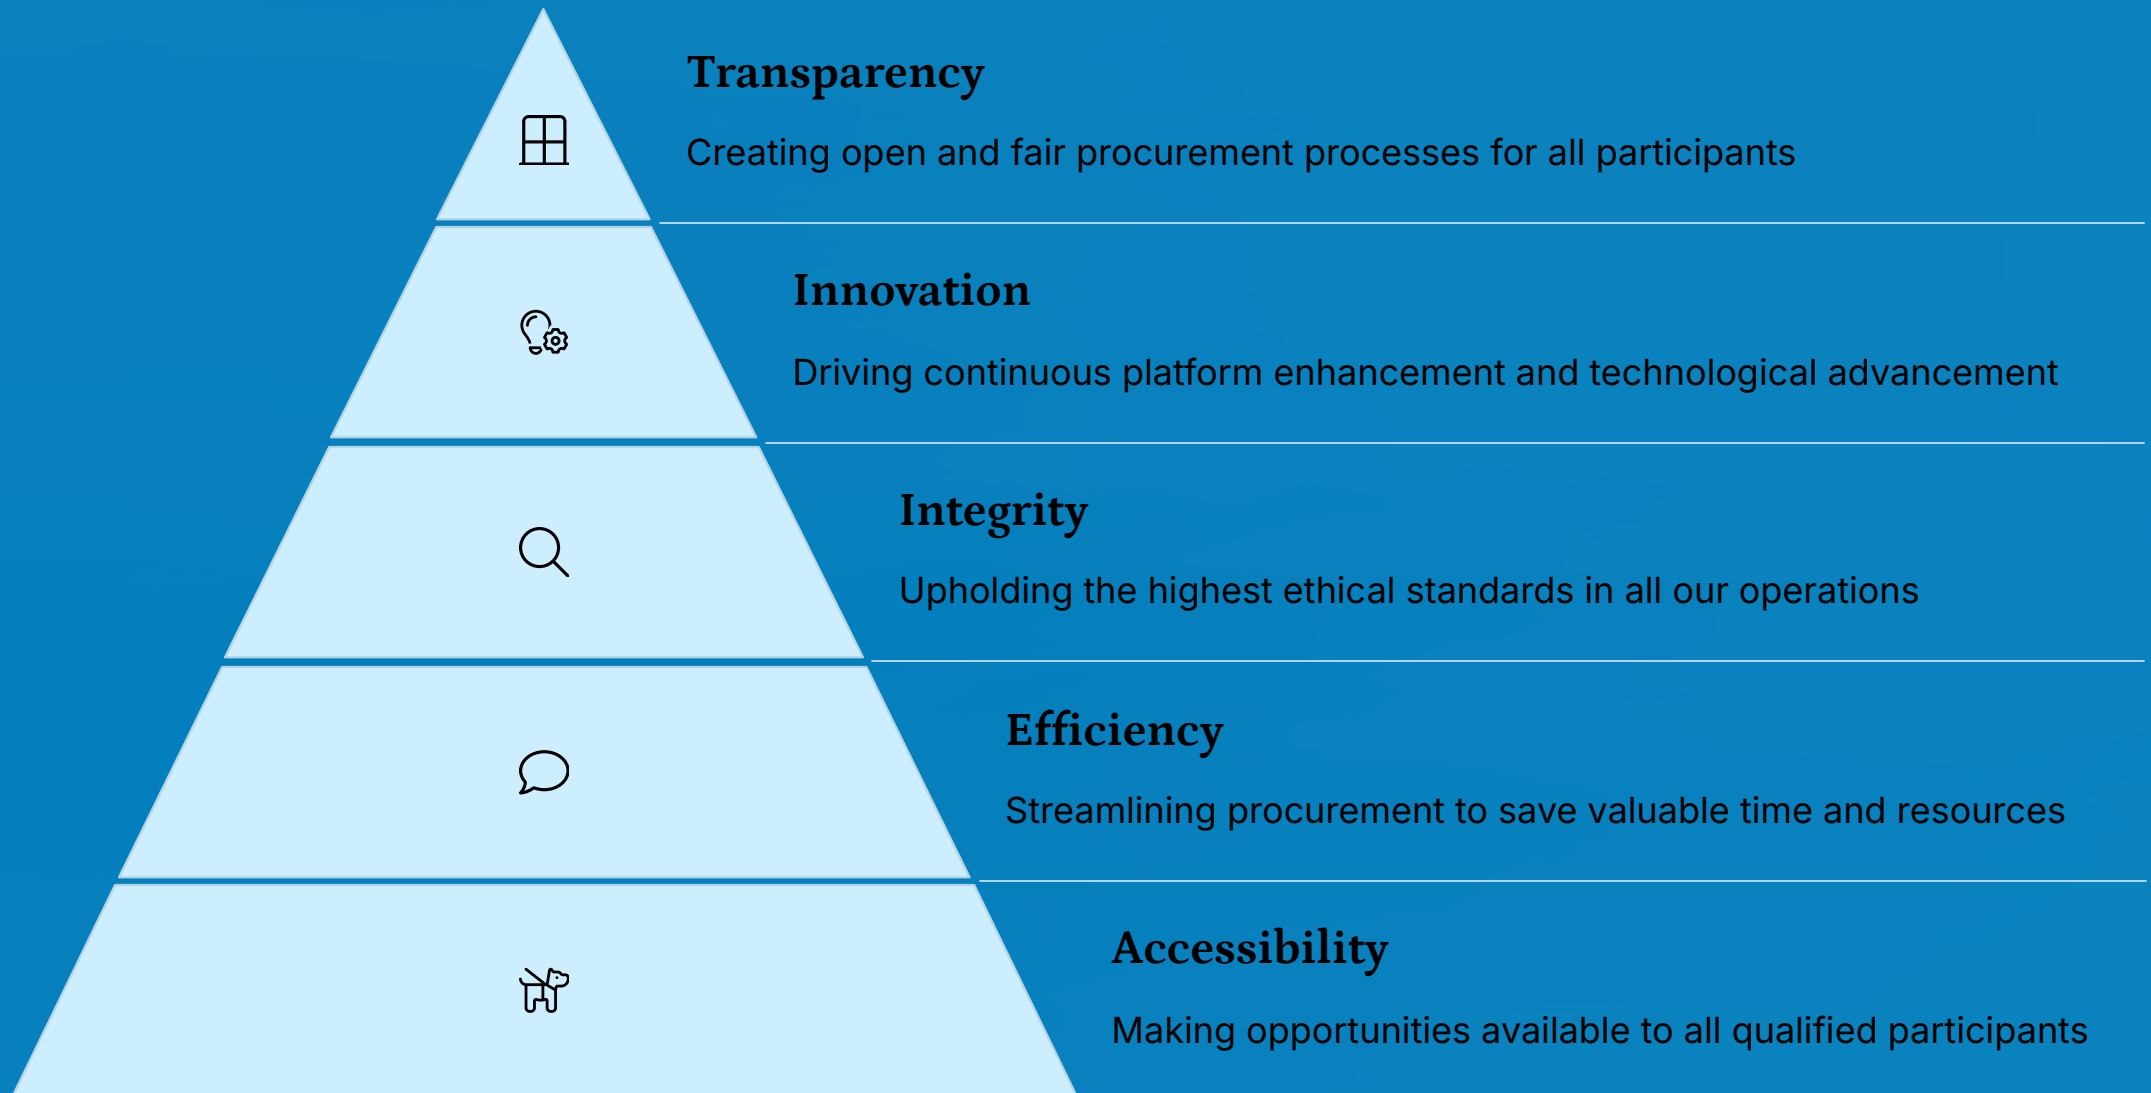 Transparency
Creating open and fair procurement processes for all participants
Innovation
Driving continuous platform enhancement and technological advancement
Integrity
Upholding the highest ethical standards in all our operations
Efficiency
Streamlining procurement to save valuable time and resources
Accessibility
Making opportunities available to all qualified participants